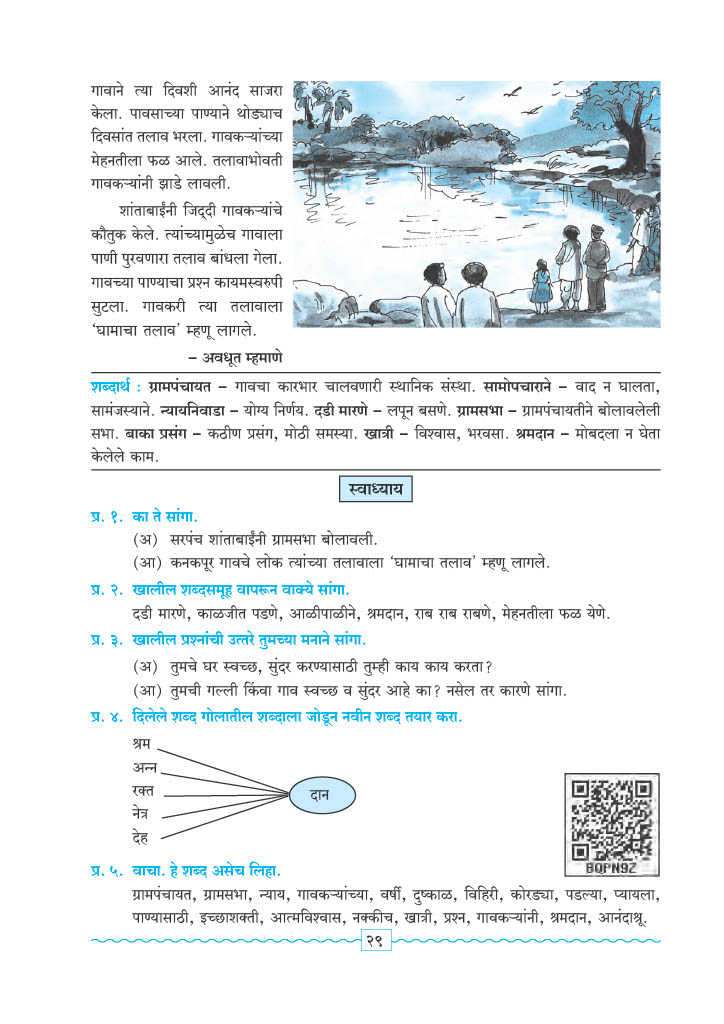 गावाने त्या दिवशी आनंद साजरा
केला. पावसाच्या पाण्याने थोड्याच
दिवसांत तलाव भरला. गावकऱ्यांच्या
मेहनतीला फळ आले. तलावाभोवती
गावकऱ्यांनी झाडे लावली.
शांताबाईंनी जिद्दी गावकऱ्यांचे
कौतुक केले. त्यांच्यामुळेच गावाला
पाणी पुरवणारा तलाव बांधला गेला.
गावच्या पाण्याचा प्रश्न कायमस्वरुपी
सुटला. गावकरी त्या तलावाला
‘घामाचा तलाव’ म्हणू लागले.
– अवधूत म्हमाणे
शब्दार्थ : ग्रामपंचायत – गावचा कारभार चालवणारी स्थानिक संस्था. सामोपचाराने – वाद न घालता,
सामंजस्याने. न्यायनिवाडा – योग्य निर्णय. दडी मारणे – लपून बसणे. ग्रामसभा – ग्रामपंचायतीने बोलावलेली
सभा. बाका प्रसंग – कठीण प्रसंग, मोठी समस्या. खात्री – विश्वास, भरवसा. श्रमदान – मोबदला न घेता
केलेले काम.
स्वाध्याय
प्र. १. का ते सांगा.
(अ) सरपंच शांताबाईंनी ग्रामसभा बोलावली.
(आ) कनकपूर गावचे लोक त्यांच्या तलावाला ‘घामाचा तलाव’ म्हणू लागले.
प्र. २. खालील शब्दसमूह वापरून वाक्ये सांगा.
दडी मारणे, काळजीत पडणे, आळीपाळीने, श्रमदान, राब राब राबणे, मेहनतीला फळ येणे.
प्र. ३. खालील प्रश्नांची उत्तरे तुमच्या मनाने सांगा.
(अ) तुमचे घर स्वच्छ, सुंदर करण्यासाठी तुम्ही काय काय करता?
(आ) तुमची गल्ली किंवा गाव स्वच्छ व सुंदर आहे का? नसेल तर कारणे सांगा.
प्र. ४. दिलेले शब्द गोलातील शब्दाला जोडून नवीन शब्द तयार करा.
श्रम
अन्न
रक्त
नेत्र
देह
दान
BQPN9Z
प्र. ५. वाचा. हे शब्द असेच लिहा.
ग्रामपंचायत, ग्रामसभा, न्याय, गावकऱ्यांच्या, वर्षी, दुष्काळ, विहिरी, कोरड्या, पडल्या, प्यायला,
पाण्यासाठी, इच्छाशक्ती, आत्मविश्वास, नक्कीच, खात्री, प्रश्न, गावकऱ्यांनी, श्रमदान, आनंदाश्रू.
२९